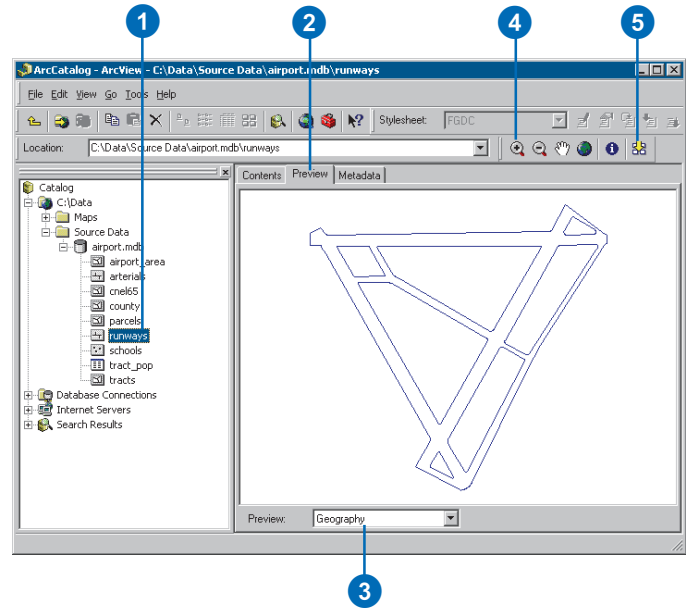 1 2 4 5
ArcCatalog - ArcView - C:\Data\Source Data\airport.mdb\runways
File Edit View Go Tools Help
Stylesheet: FGDC
Location: C:\Data\Source Data\airport.mdb\runways
Contents Preview Metadata
Catalog
C:\Data
Maps
Source Data
airport.mdb
airport_area
arterials
cnel65
county
parcels
runways
schools
tract_pop
tracts
Database Connections
Internet Servers
Search Results
Preview: Geography
3